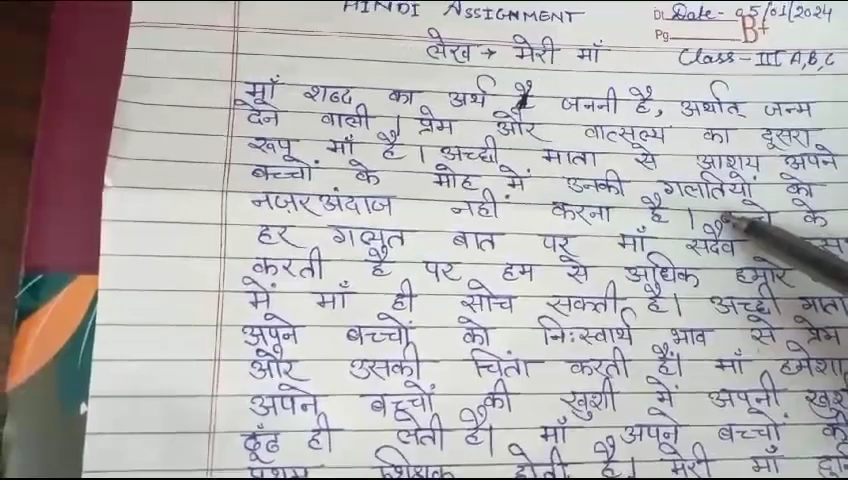 HINDI ASSIGNMENT
Date - 05/01/2024
Pg
B+
लेख → मेरी माँ
Class - III A,B,C
माँ शब्द का अर्थ है जननी है, अर्थात् जन्म
देने वाली । प्रेम और वात्सल्य का दूसरा
रूप माँ है । अच्छी माता से आशय अपने
बच्चों के मोह में उनकी गलतियों को
नज़रअंदाज नहीं करना है । के
हर गलत बात पर माँ सदैव
करती है पर हम से अधिक हमारे
में माँ ही सोच सकती है। अच्छी माता
अपने बच्चों को निःस्वार्थ भाव से प्रेम
और उसकी चिंता करती है। माँ हमेशा
अपने बच्चों की खुशी में अपनी खुशी
ढूँढ ही लेती है। माँ अपने बच्चों की
प्रथम शिक्षक होती है। मेरी माँ